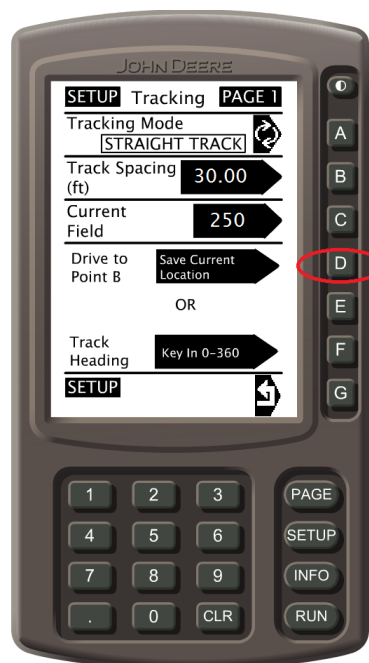 JOHN DEERE
SETUP Tracking PAGE 1
Tracking Mode
STRAIGHT TRACK
A
Track Spacing
(ft)
30.00
B
Current
Field
250
C
Drive to
Point B
Save Current
Location
D
OR
E
Track
Heading
Key In 0-360
F
SETUP
G
1 2 3 PAGE
4 5 6 SETUP
7 8 9 INFO
. 0 CLR RUN